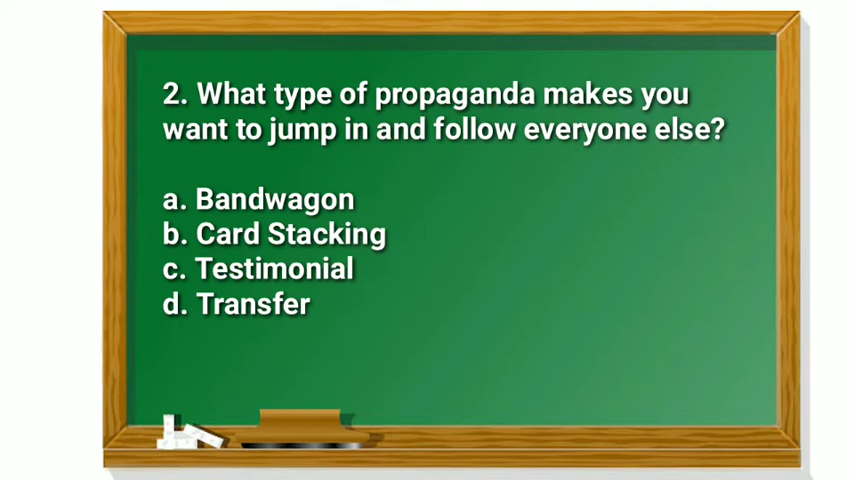 2. What type of propaganda makes you
want to jump in and follow everyone else?
a. Bandwagon
b. Card Stacking
c. Testimonial
d. Transfer